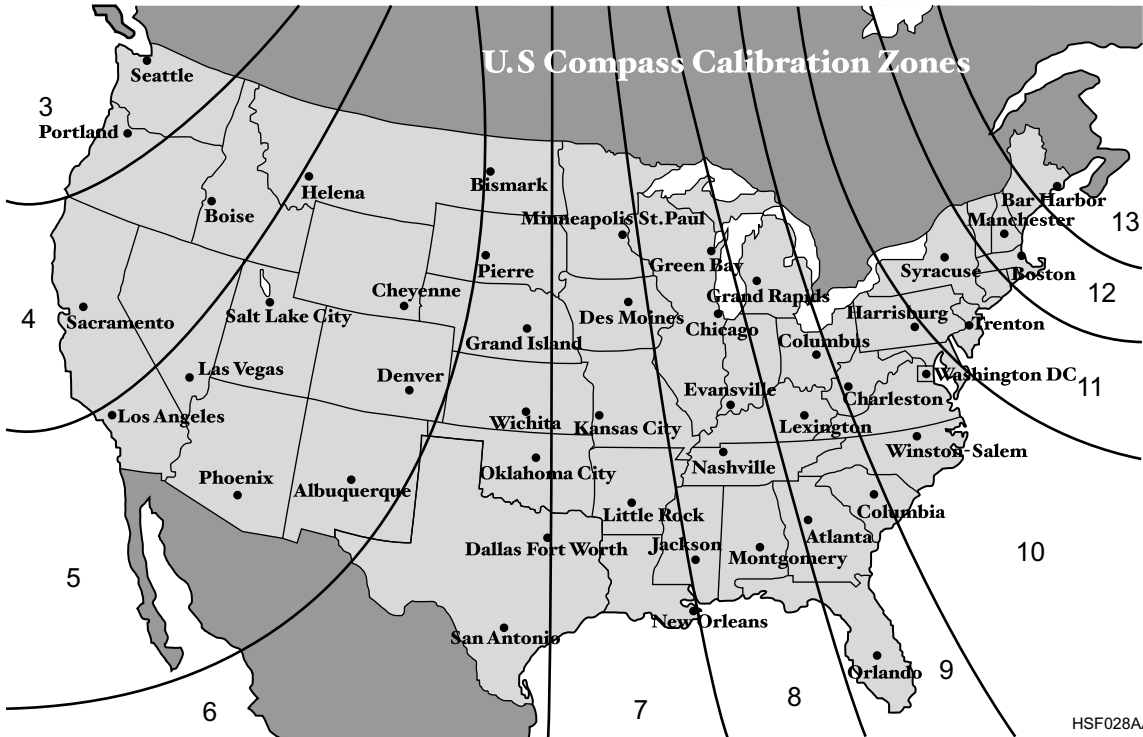 U.S Compass Calibration Zones
Seattle
3
Portland
Helena
Bismark
Boise
Bar Harbor
Minneapolis St. Paul
Manchester
13
Pierre
Green Bay
Syracuse
Boston
Cheyenne
Grand Rapids
12
4
Sacramento
Salt Lake City
Des Moines
Chicago
Harrisburg
Trenton
Grand Island
Columbus
Las Vegas
Denver
Washington DC
11
Evansville
Charleston
Los Angeles
Wichita
Kansas City
Lexington
Winston-Salem
Phoenix
Albuquerque
Oklahoma City
Nashville
Little Rock
Columbia
Dallas Fort Worth
Jackson
Atlanta
Montgomery
10
5
New Orleans
San Antonio
Orlando
9
6
7
8
HSF028A